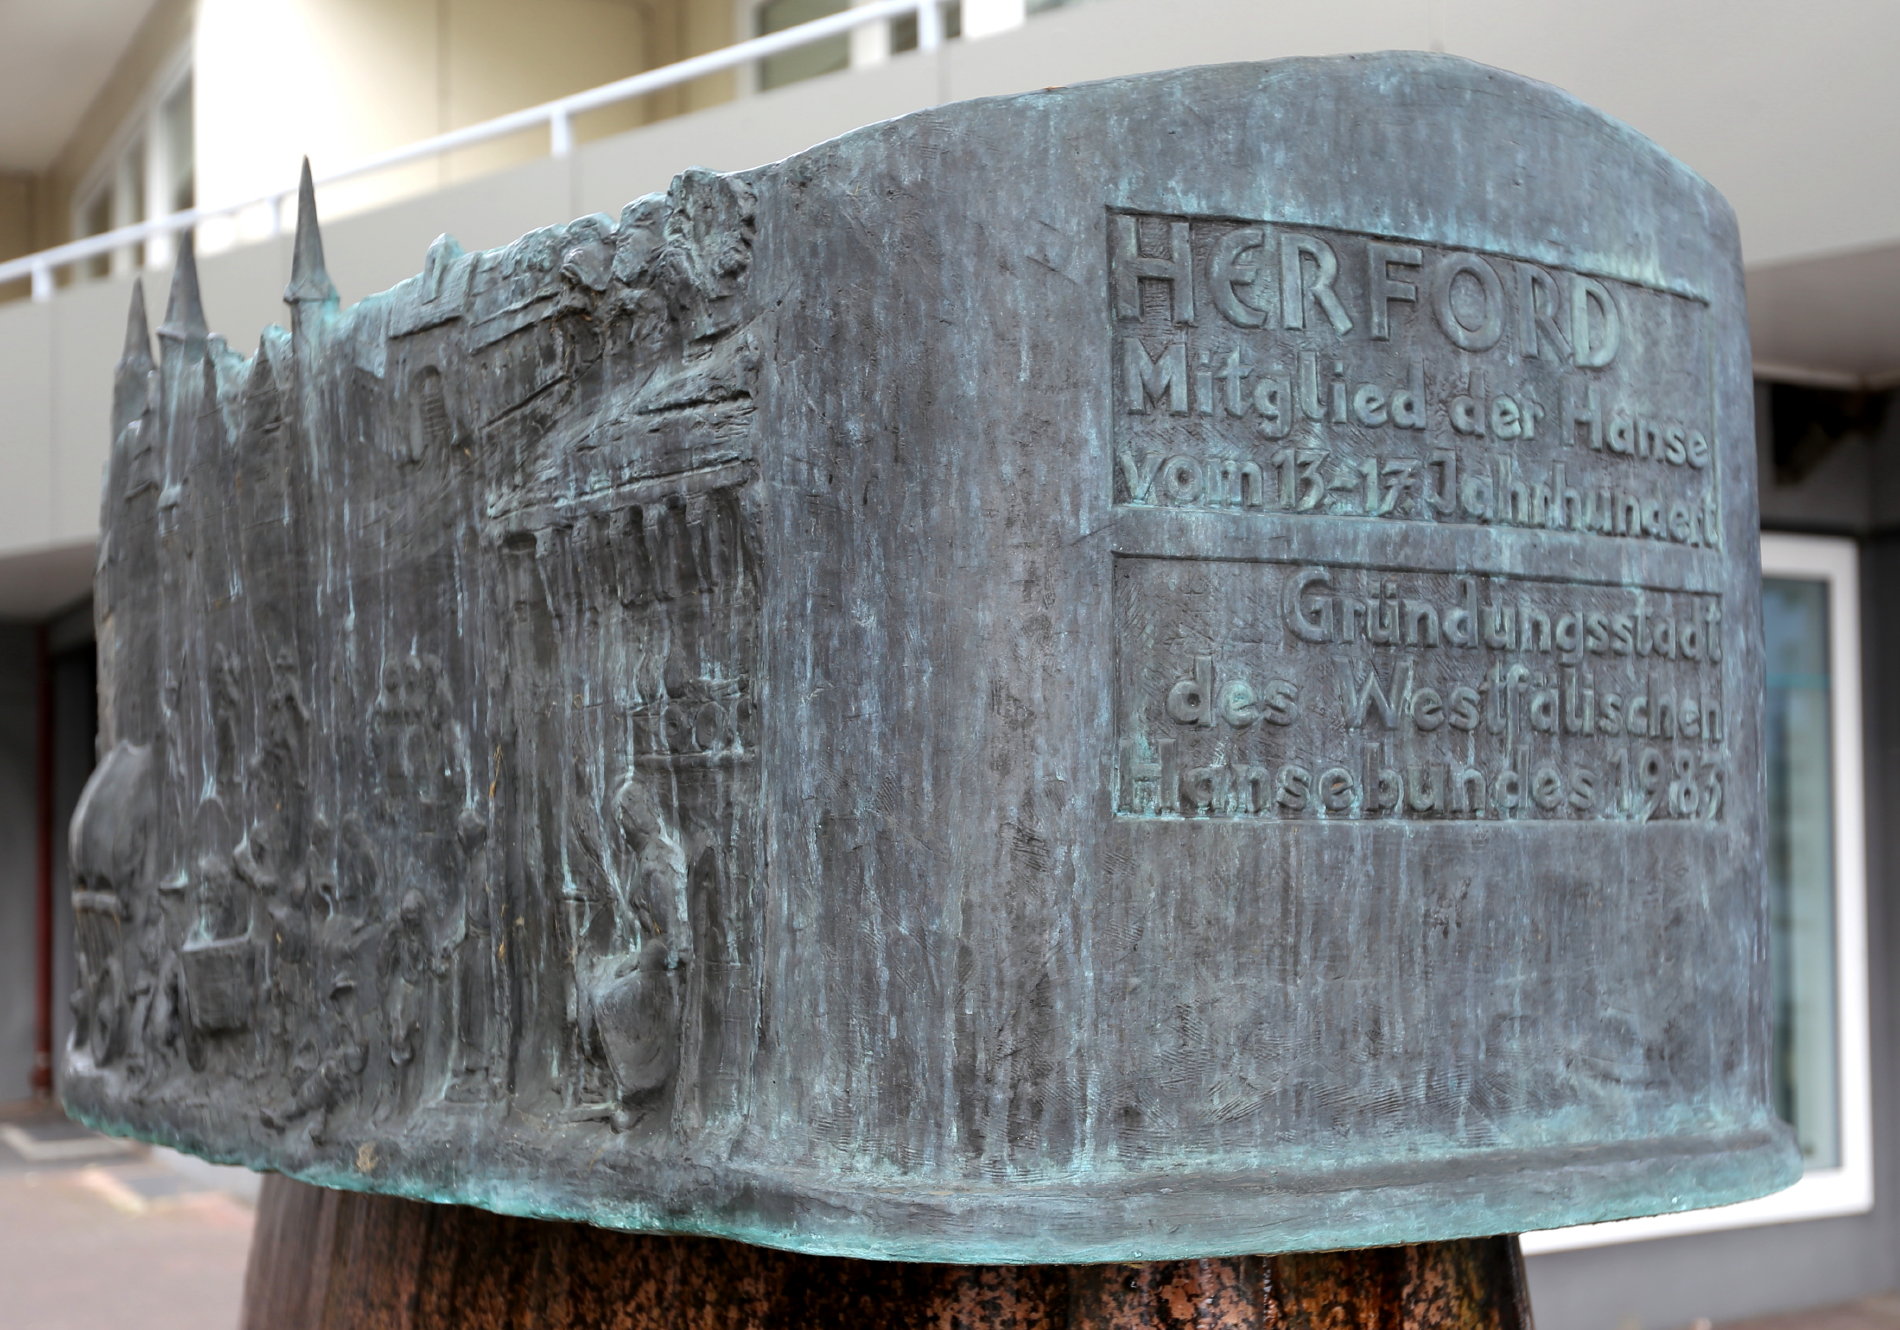 HERFORD
Mitglied der Hanse
vom 13-17 Jahrhundert
Gründungsstadt
des Westfälischen
Hansebundes 1983